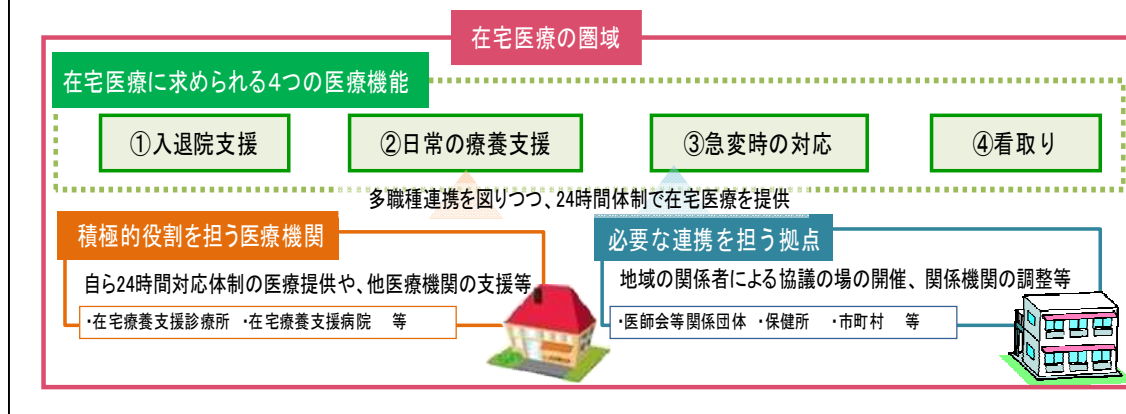 在宅医療の圏域
在宅医療に求められる4つの医療機能
①入退院支援
②日常の療養支援
③急変時の対応
④看取り
多職種連携を図りつつ、24時間体制で在宅医療を提供
積極的役割を担う医療機関
自ら24時間対応体制の医療提供や、他医療機関の支援等
・在宅療養支援診療所 ・在宅療養支援病院 等
必要な連携を担う拠点
地域の関係者による協議の場の開催、関係機関の調整等
・医師会等関係団体 ・保健所 ・市町村 等